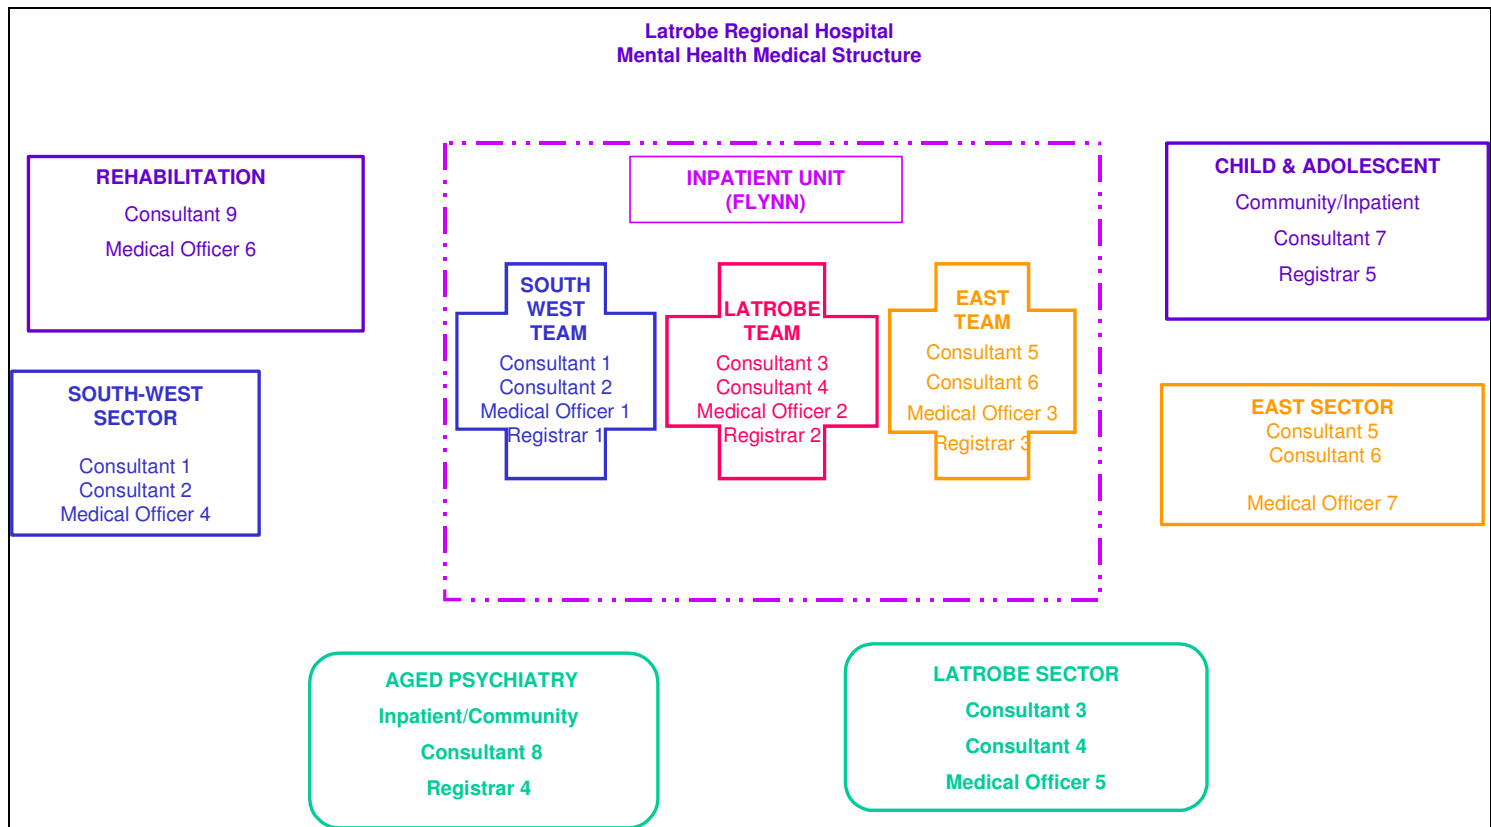 Latrobe Regional Hospital
Mental Health Medical Structure
REHABILITATION
Consultant 9
Medical Officer 6
INPATIENT UNIT
(FLYNN)
CHILD & ADOLESCENT
Community/Inpatient
Consultant 7
Registrar 5
SOUTH
WEST
TEAM
Consultant 1
Consultant 2
Medical Officer 1
Registrar 1
LATROBE
TEAM
Consultant 3
Consultant 4
Medical Officer 2
Registrar 2
EAST
TEAM
Consultant 5
Consultant 6
Medical Officer 3
Registrar 3
SOUTH-WEST
SECTOR
Consultant 1
Consultant 2
Medical Officer 4
EAST SECTOR
Consultant 5
Consultant 6
Medical Officer 7
AGED PSYCHIATRY
Inpatient/Community
Consultant 8
Registrar 4
LATROBE SECTOR
Consultant 3
Consultant 4
Medical Officer 5